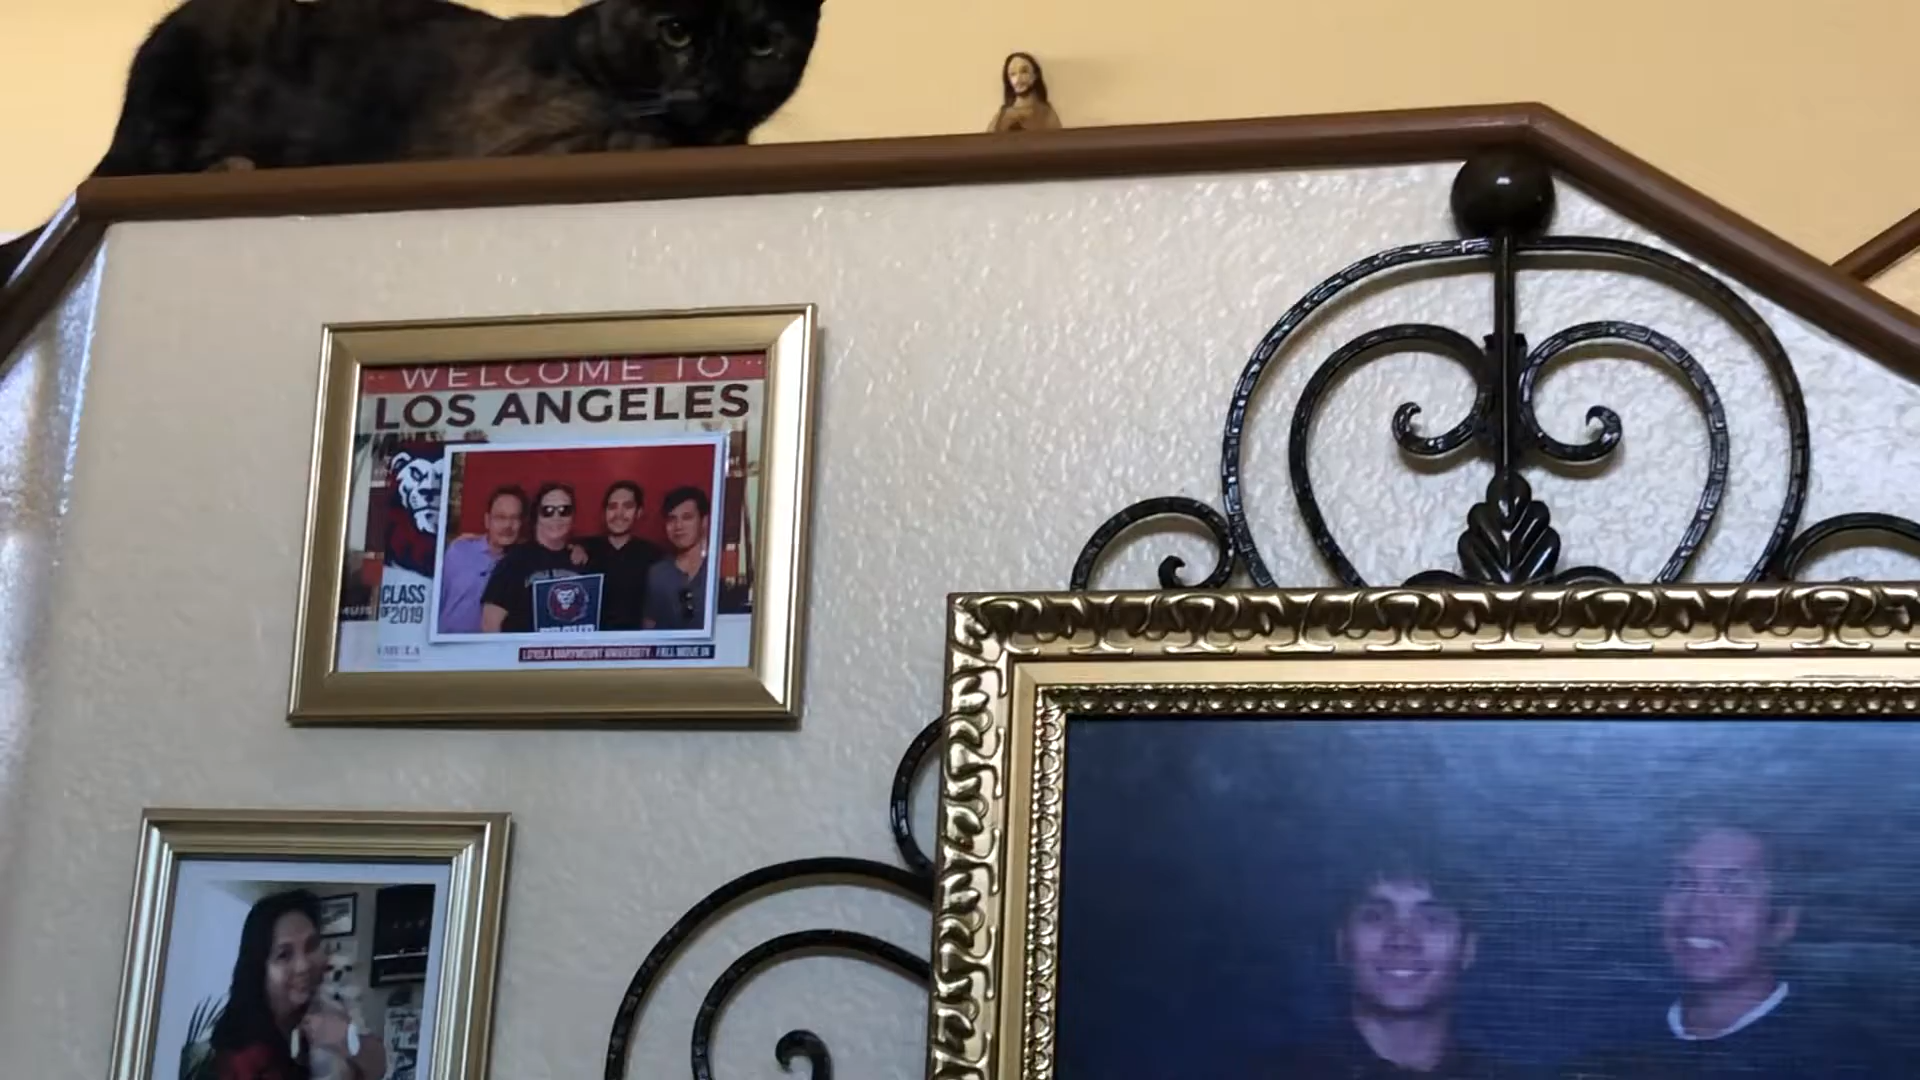 WELCOME TO
LOS ANGELES
CLASS
OF 2019
LOYOLA MARYMOUNT UNIVERSITY FALL MOVE IN